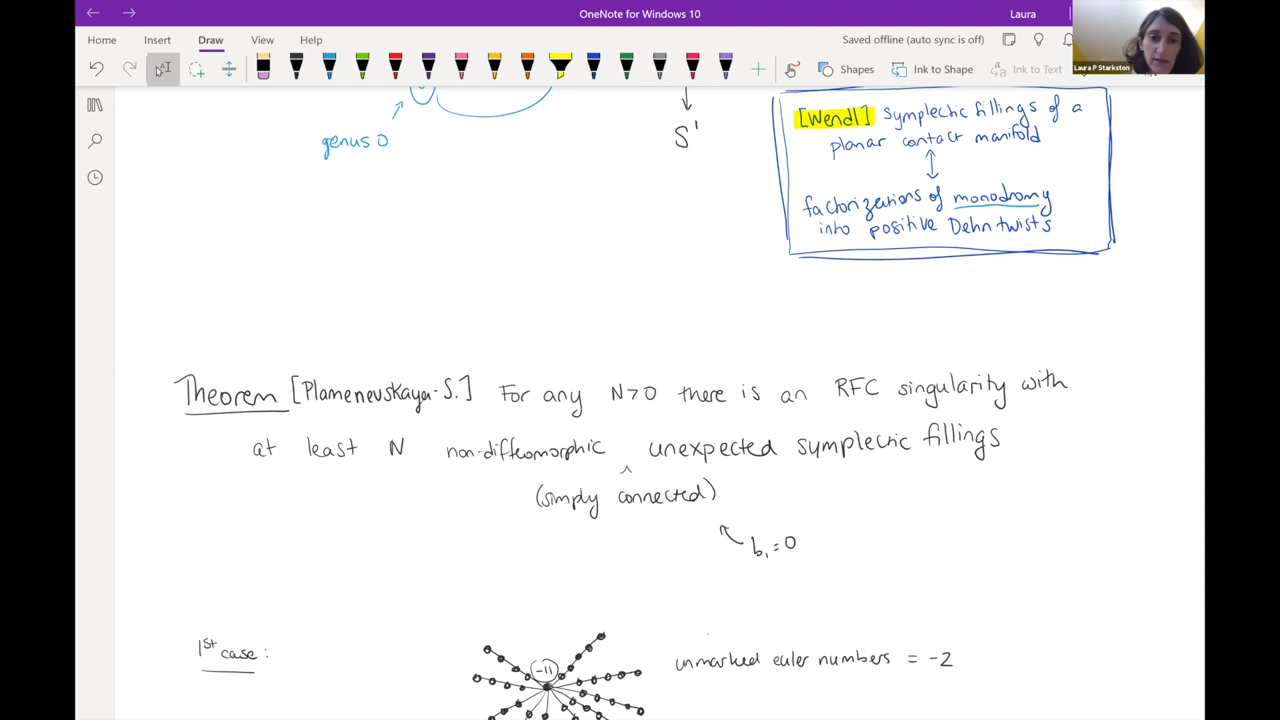 OneNote for Windows 10
Laura
Home Insert Draw View Help
Saved offline (auto sync is off)
Shapes Ink to Shape Ink to Text
Laura P Starkston
genus 0
S'
[Wendl] Symplectic fillings of a
planar contact manifold
factorizations of monodromy
into positive Dehn twists
Theorem [Plamenevskaya-S.] For any N>0 there is an RFC singularity with
at least N non-diffeomorphic ^ unexpected symplectic fillings
(simply connected)
b₁=0
1st case:
-11
unmarked euler numbers = -2